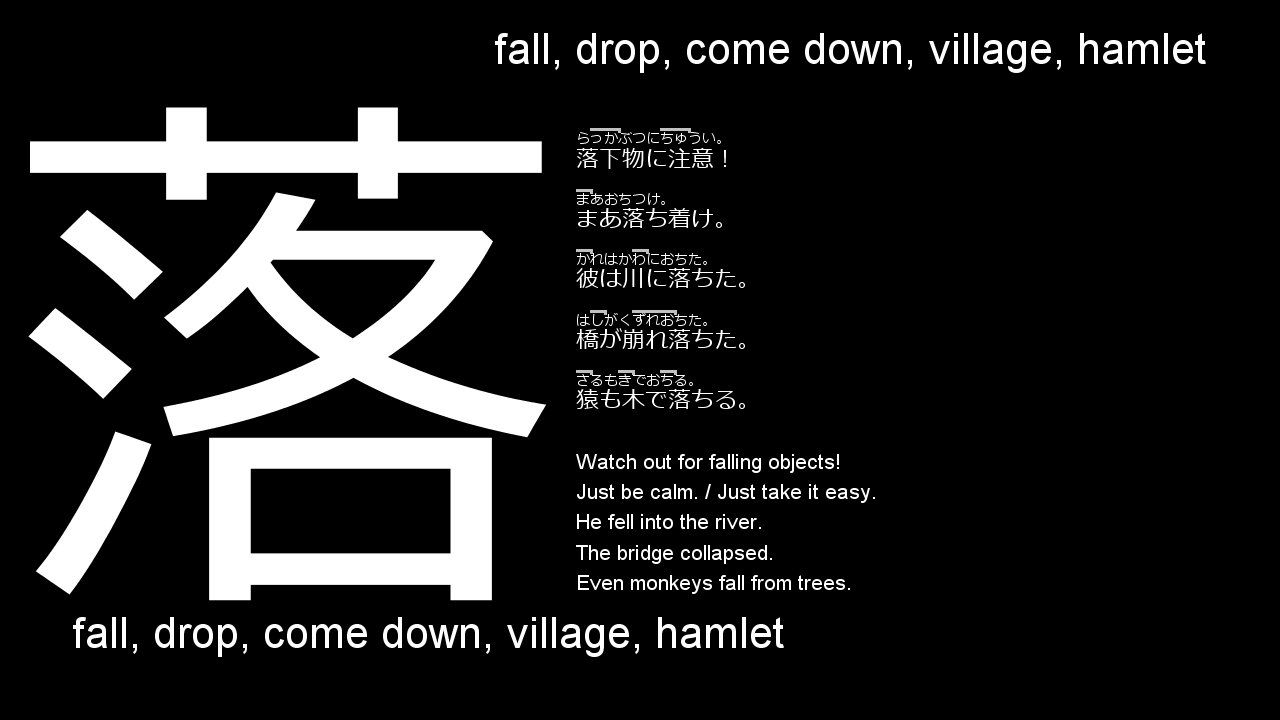 fall, drop, come down, village, hamlet
落
らっかぶつにちゅうい。
落下物に注意！
まあおちつけ。
まあ落ち着け。
かれはかわにおちた。
彼は川に落ちた。
はしがくずれおちた。
橋が崩れ落ちた。
さるもきでおちる。
猿も木で落ちる。
Watch out for falling objects!
Just be calm. / Just take it easy.
He fell into the river.
The bridge collapsed.
Even monkeys fall from trees.
fall, drop, come down, village, hamlet